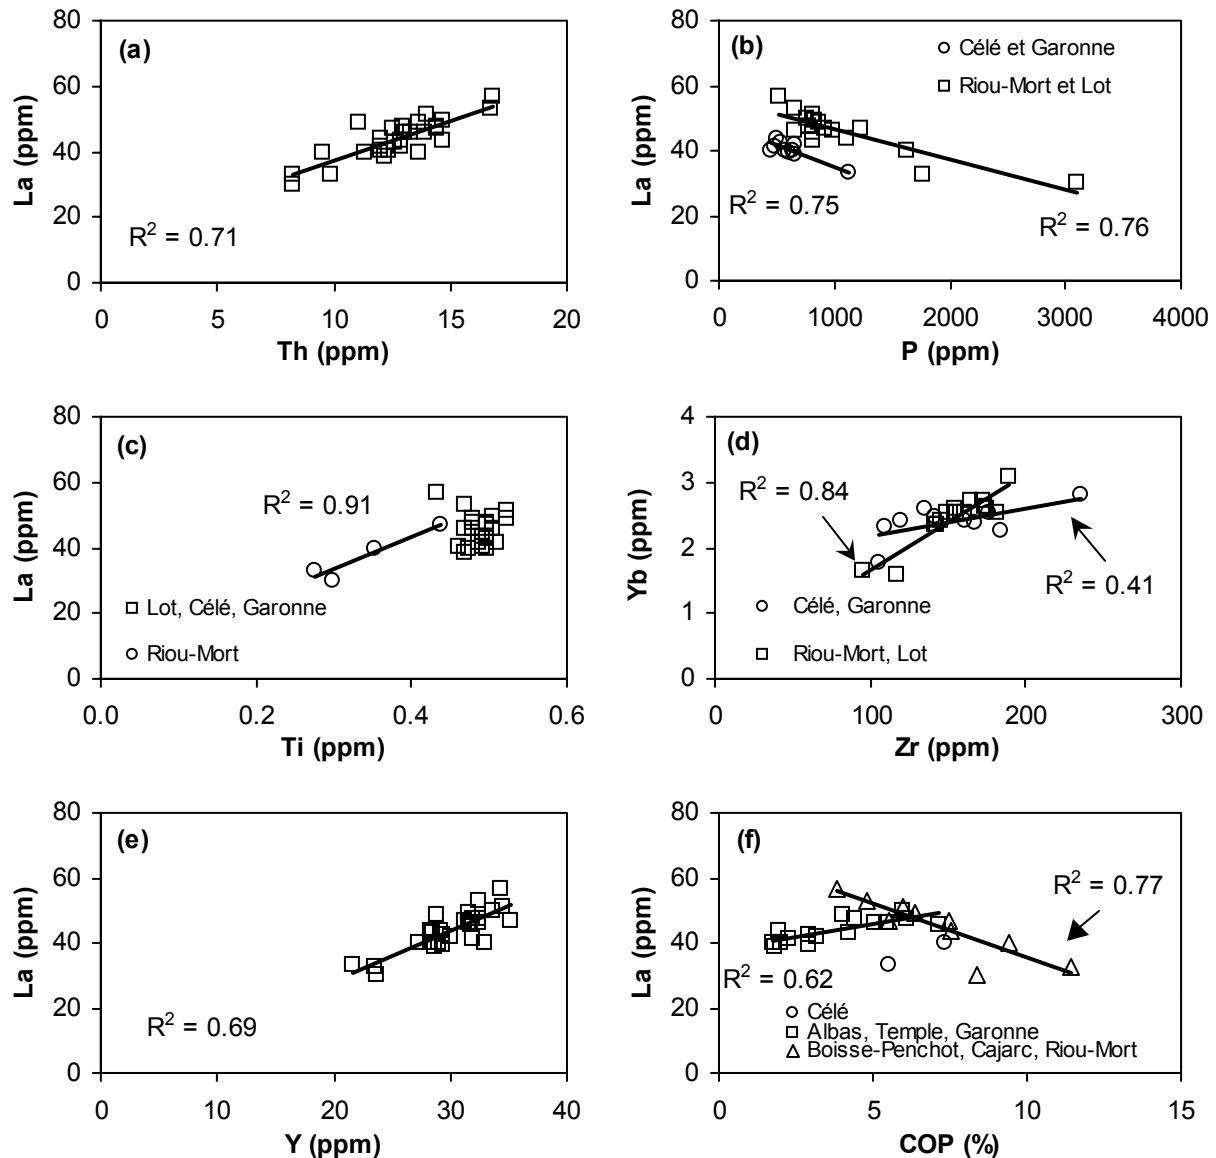 (a)
La (ppm)
80
60
40
20
0
R² = 0.71
0 5 10 15 20
Th (ppm)
(b)
La (ppm)
80
60
40
20
0
Célé et Garonne
Riou-Mort et Lot
R² = 0.75
R² = 0.76
0 1000 2000 3000 4000
P (ppm)
(c)
La (ppm)
80
60
40
20
0
R² = 0.91
Lot, Célé, Garonne
Riou-Mort
0.0 0.2 0.4 0.6
Ti (ppm)
(d)
Yb (ppm)
4
3
2
1
0
R² = 0.84
R² = 0.41
Célé, Garonne
Riou-Mort, Lot
0 100 200 300
Zr (ppm)
(e)
La (ppm)
80
60
40
20
0
R² = 0.69
0 10 20 30 40
Y (ppm)
(f)
La (ppm)
80
60
40
20
0
R² = 0.77
R² = 0.62
Célé
Albas, Temple, Garonne
Boisse-Penchot, Cajarc, Riou-Mort
0 5 10 15
COP (%)